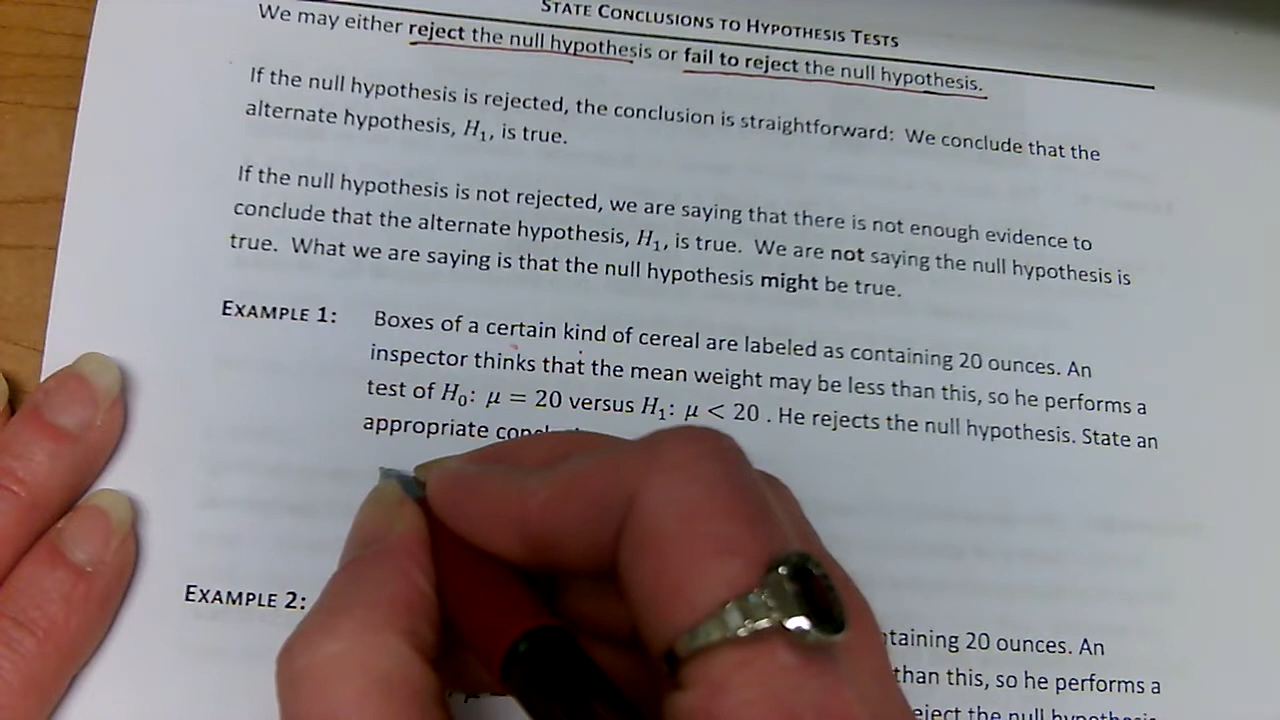 STATE CONCLUSIONS TO HYPOTHESIS TESTS
We may either reject the null hypothesis or fail to reject the null hypothesis.
If the null hypothesis is rejected, the conclusion is straightforward: We conclude that the
alternate hypothesis, H₁, is true.
If the null hypothesis is not rejected, we are saying that there is not enough evidence to
conclude that the alternate hypothesis, H₁, is true. We are not saying the null hypothesis is
true. What we are saying is that the null hypothesis might be true.
EXAMPLE 1: Boxes of a certain kind of cereal are labeled as containing 20 ounces. An
inspector thinks that the mean weight may be less than this, so he performs a
test of H₀: μ = 20 versus H₁: μ < 20 . He rejects the null hypothesis. State an
appropriate
EXAMPLE 2: 20 ounces. An
than this, so he performs a
the null